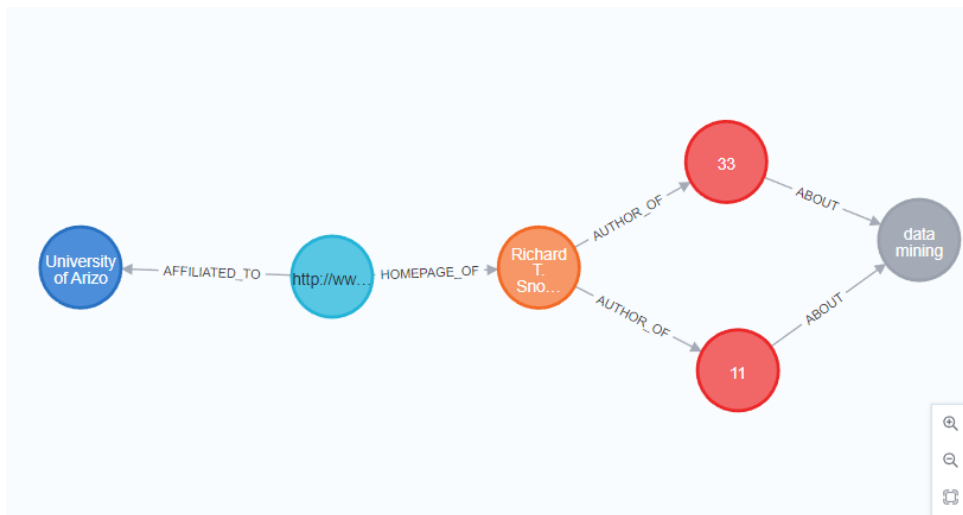 University
of Arizo
AFFILIATED_TO
http://ww...
HOMEPAGE_OF
Richard
T.
Sno...
AUTHOR_OF
33
ABOUT
data
mining
AUTHOR_OF
11
ABOUT